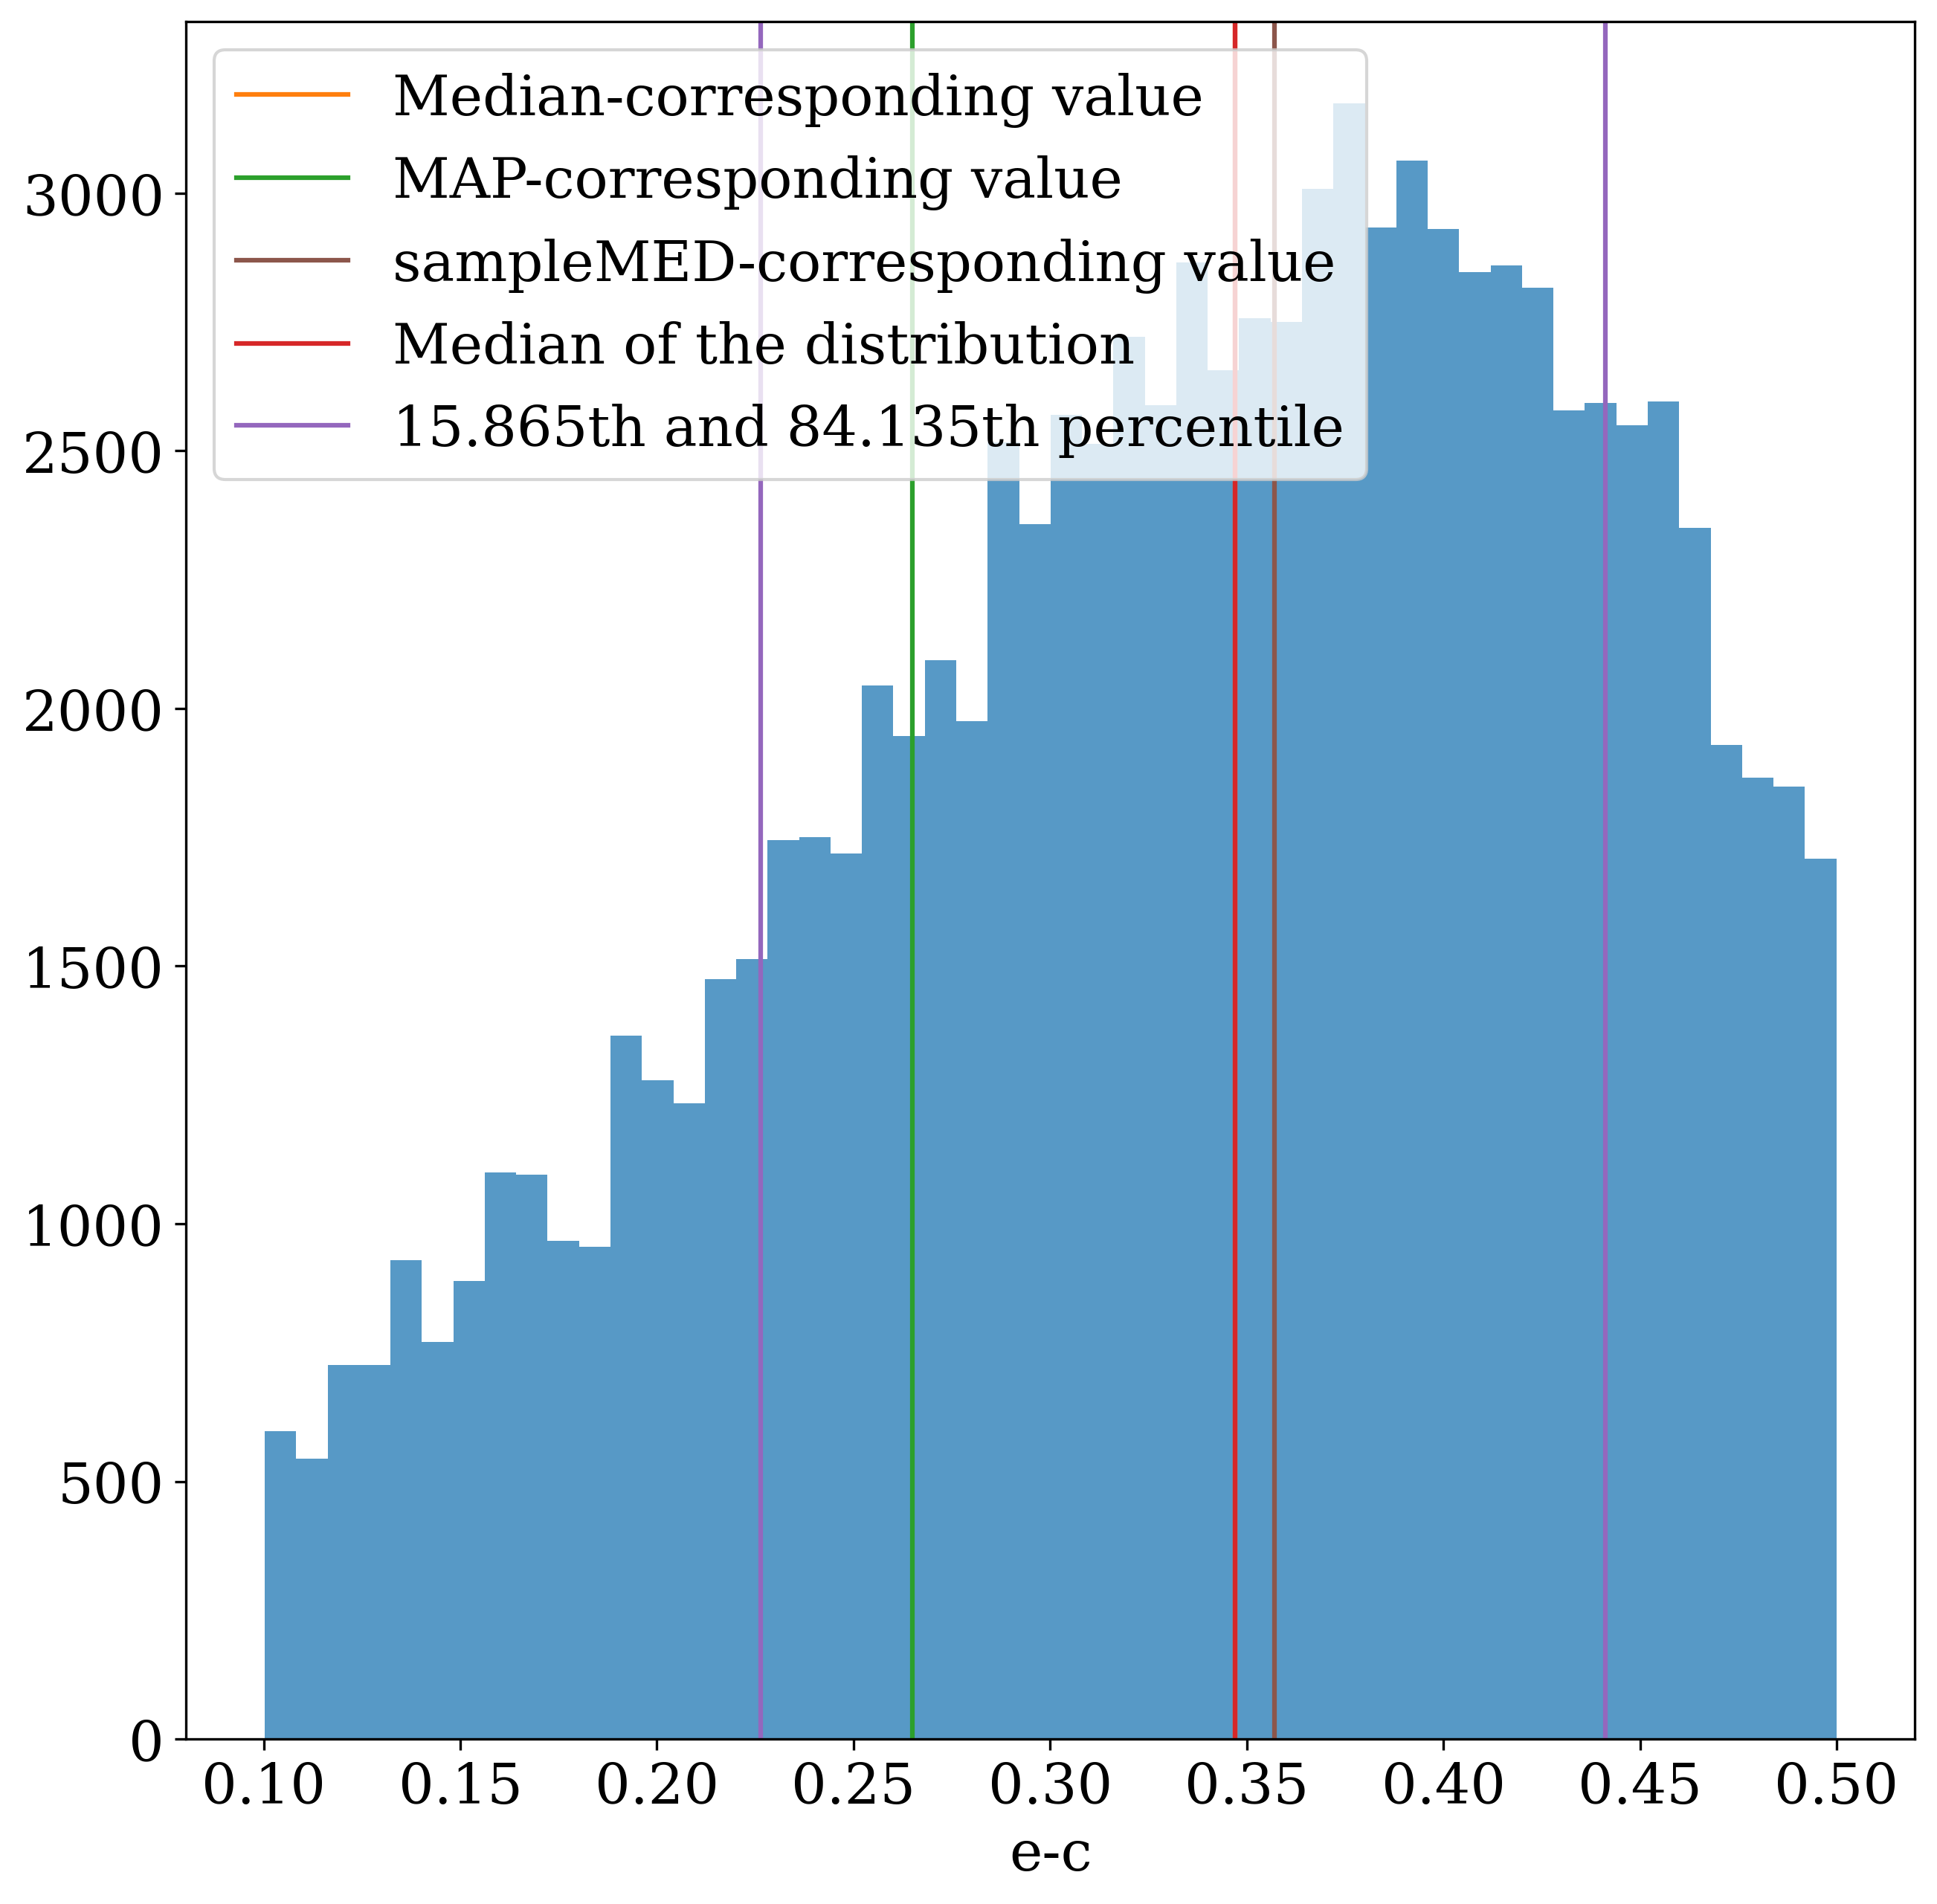 Median-corresponding value
MAP-corresponding value
sampleMED-corresponding value
Median of the distribution
15.865th and 84.135th percentile
3000
2500
2000
1500
1000
500
0
0.10 0.15 0.20 0.25 0.30 0.35 0.40 0.45 0.50
e-c